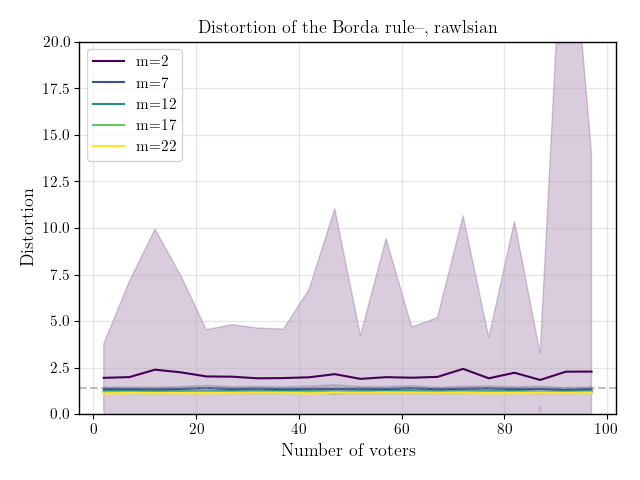 Distortion of the Borda rule–, rawlsian
20.0
17.5
15.0
12.5
10.0
7.5
5.0
2.5
0.0
Distortion
m=2
m=7
m=12
m=17
m=22
0 20 40 60 80 100
Number of voters